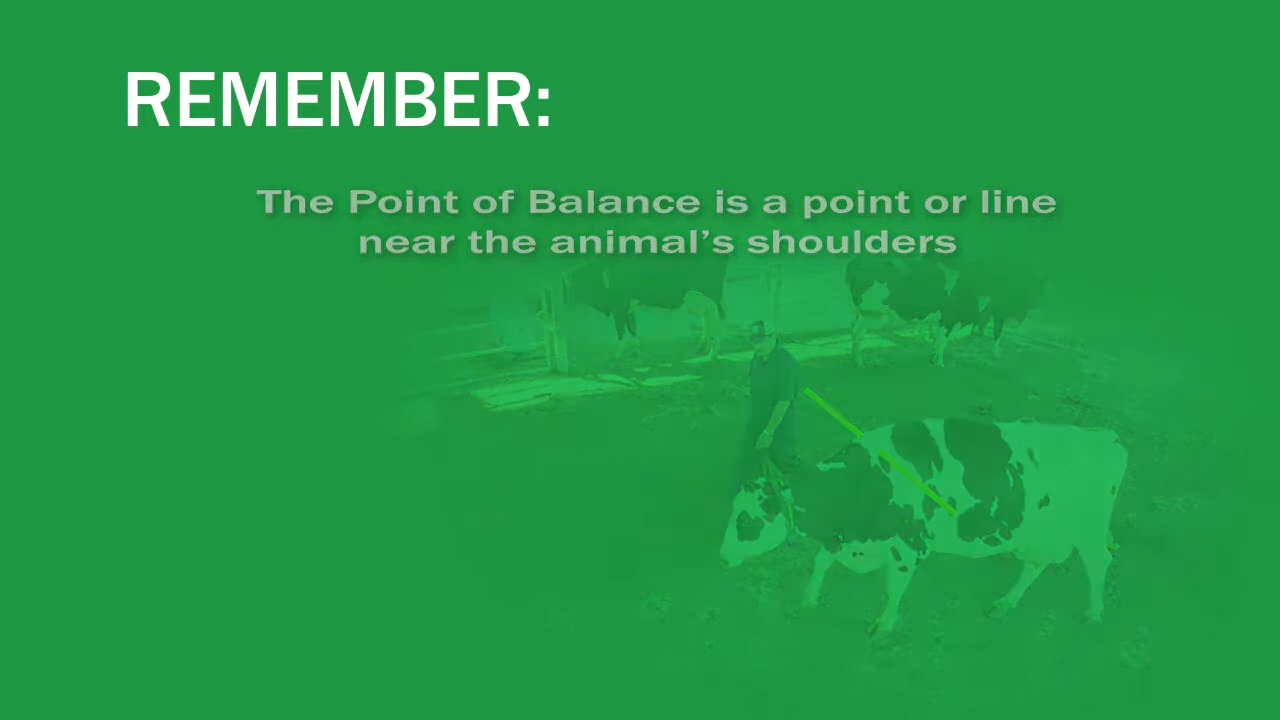 REMEMBER:
The Point of Balance is a point or line
near the animal’s shoulders